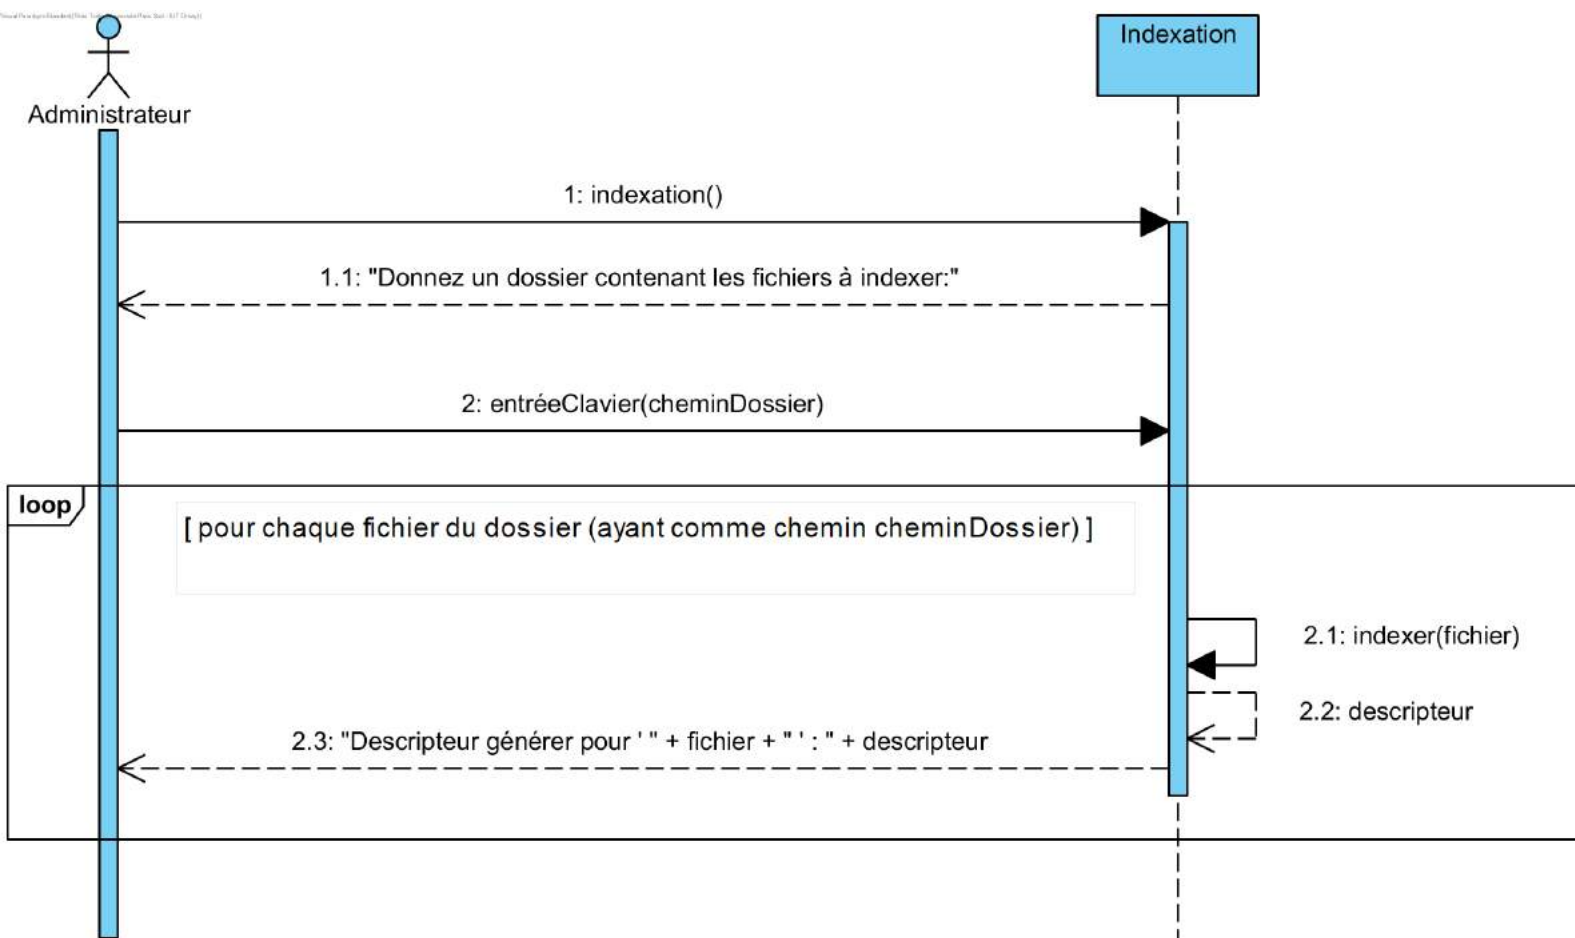 Administrateur
Indexation
1: indexation()
1.1: "Donnez un dossier contenant les fichiers à indexer:"
2: entréeClavier(cheminDossier)
loop
[ pour chaque fichier du dossier (ayant comme chemin cheminDossier) ]
2.1: indexer(fichier)
2.2: descripteur
2.3: "Descripteur générer pour ' " + fichier + " ' : " + descripteur